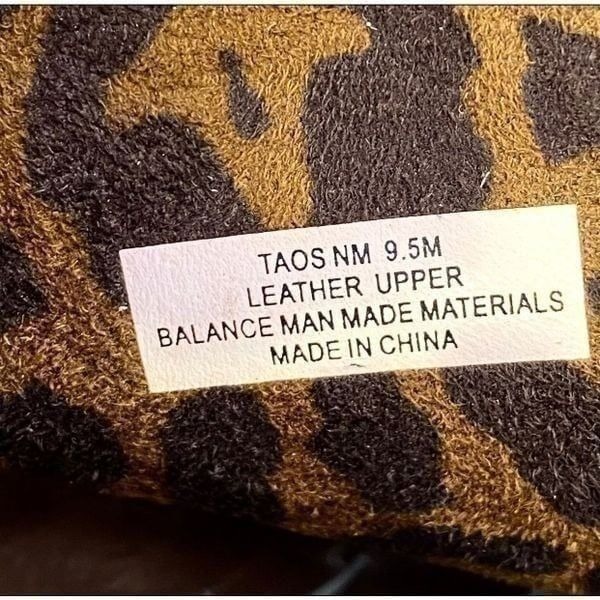 TAOS NM 9.5M
LEATHER UPPER
BALANCE MAN MADE MATERIALS
MADE IN CHINA